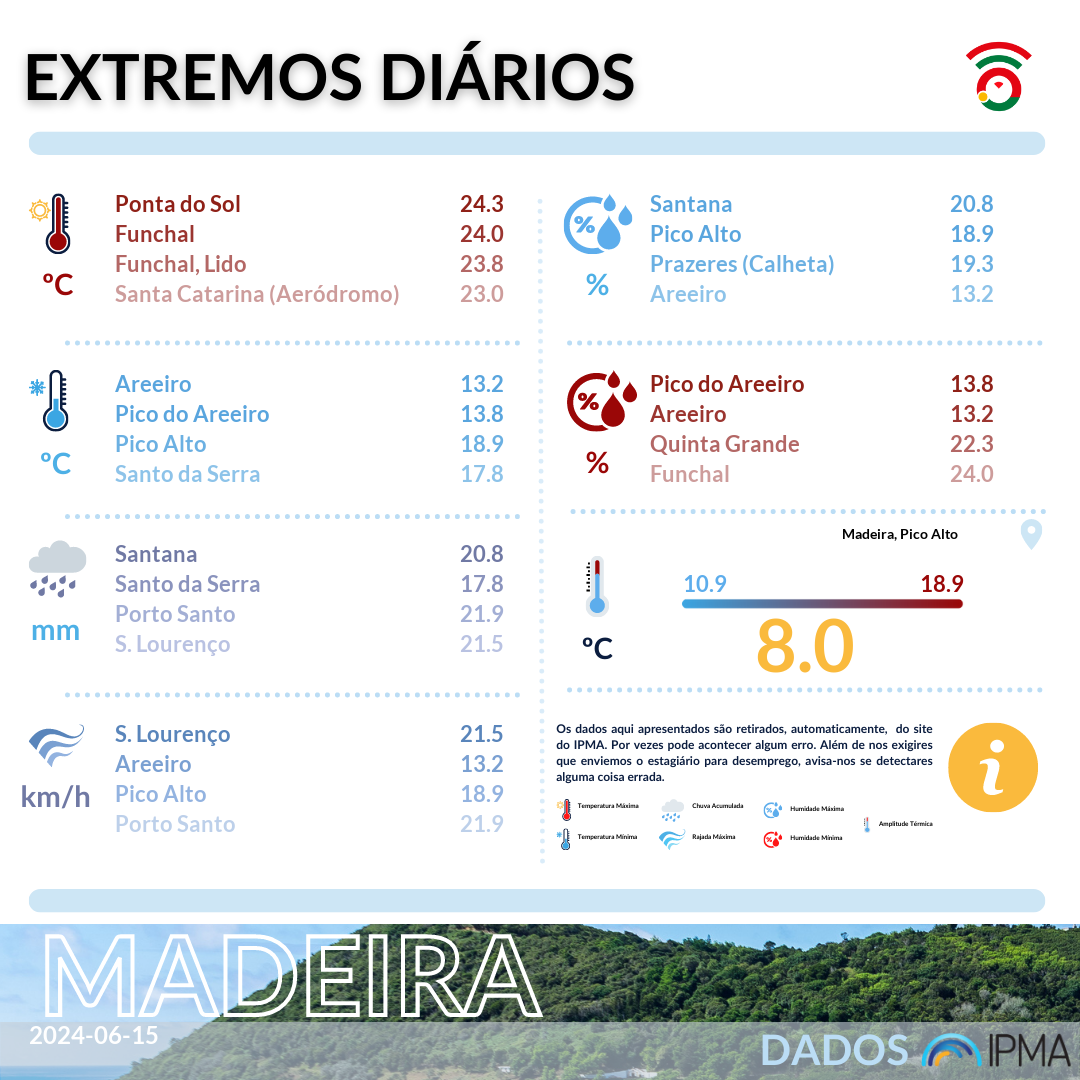 EXTREMOS DIÁRIOS
Ponta do Sol 24.3
Funchal 24.0
Funchal, Lido 23.8
Santa Catarina (Aeródromo) 23.0
ºC
Areeiro 13.2
Pico do Areeiro 13.8
Pico Alto 18.9
Santo da Serra 17.8
ºC
Santana 20.8
Santo da Serra 17.8
Porto Santo 21.9
S. Lourenço 21.5
mm
S. Lourenço 21.5
Areeiro 13.2
Pico Alto 18.9
Porto Santo 21.9
km/h
%
Santana 20.8
Pico Alto 18.9
Prazeres (Calheta) 19.3
Areeiro 13.2
%
%
Pico do Areeiro 13.8
Areeiro 13.2
Quinta Grande 22.3
Funchal 24.0
%
Madeira, Pico Alto
10.9 18.9
8.0
ºC
Os dados aqui apresentados são retirados, automaticamente, do site
do IPMA. Por vezes pode acontecer algum erro. Além de nos exigires
que enviemos o estagiário para desemprego, avisa-nos se detectares
alguma coisa errada.
i
Temperatura Máxima Chuva Acumulada Humidade Máxima
Amplitude Térmica
Temperatura Mínima Rajada Máxima Humidade Mínima
MADEIRA
2024-06-15
DADOS IPMA